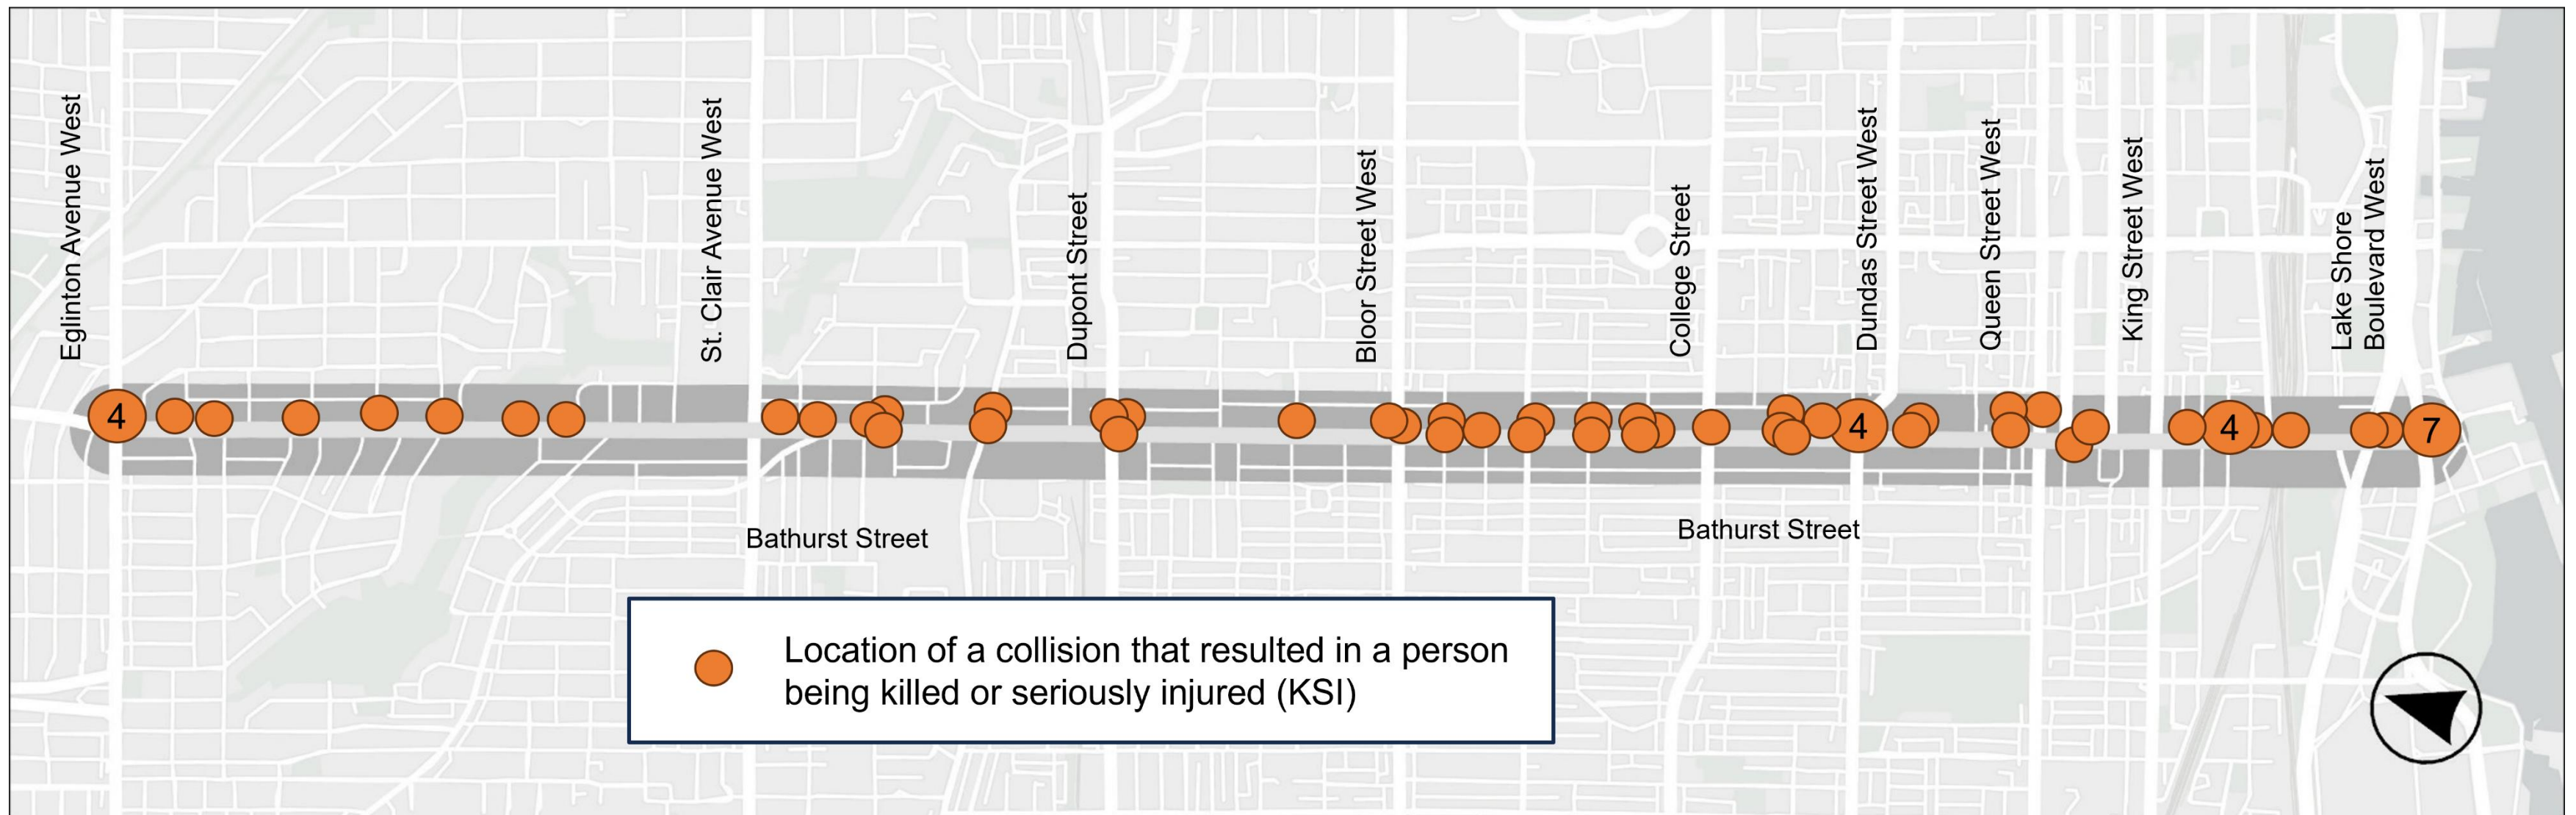 Eglinton Avenue West
St. Clair Avenue West
Dupont Street
Bloor Street West
College Street
Dundas Street West
Queen Street West
King Street West
Lake Shore
Boulevard West
4
4
4
7
Bathurst Street
Bathurst Street
Location of a collision that resulted in a person
being killed or seriously injured (KSI)